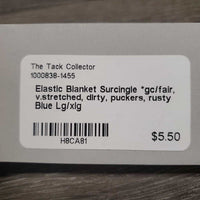 The Tack Collector
1000838-1455
Elastic Blanket Surcingle *gc/fair,
v.stretched, dirty, puckers, rusty
Blue Lg/xlg
$5.50
H8CA81